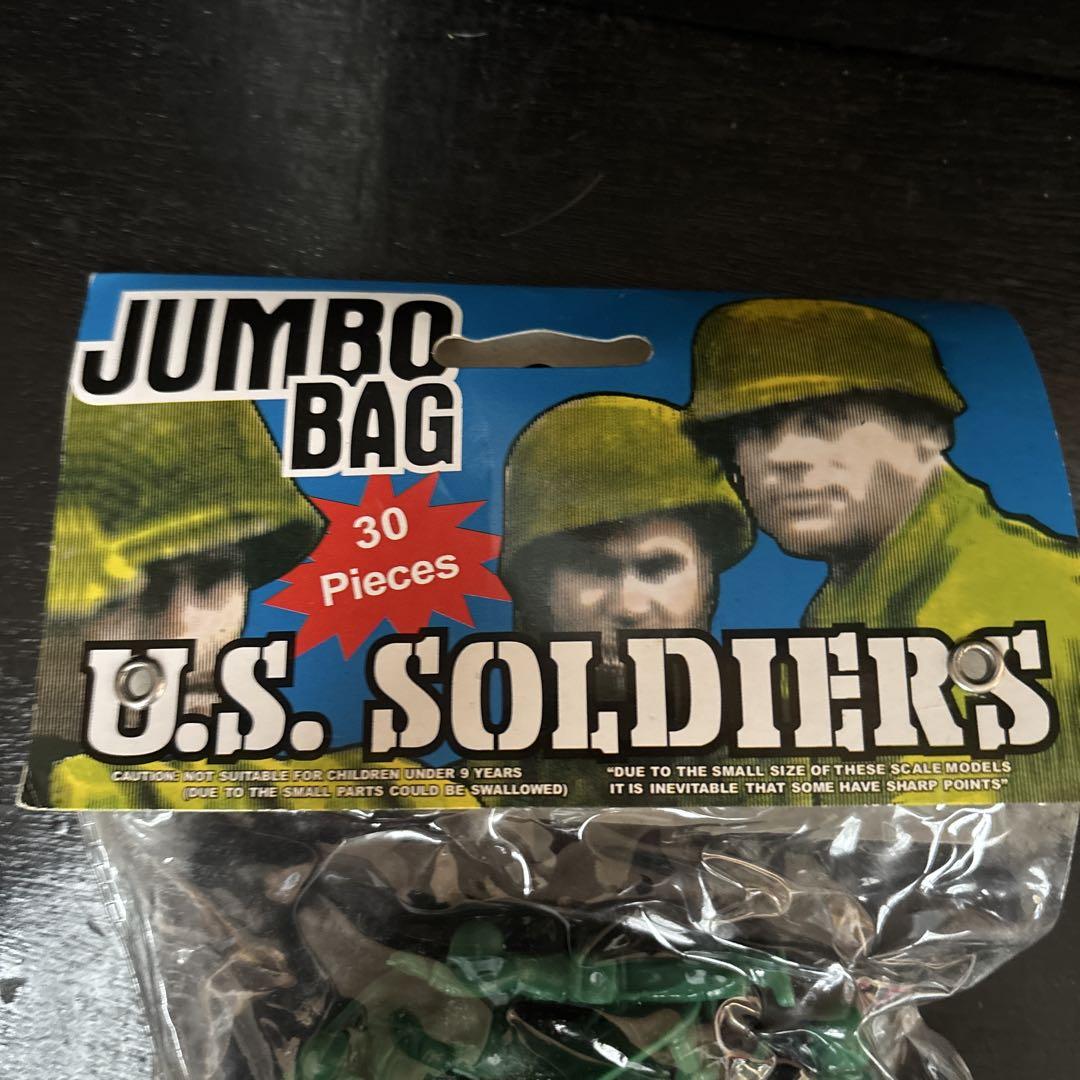 JUMBO
BAG
30
Pieces
U.S. SOLDIERS
CAUTION: NOT SUITABLE FOR CHILDREN UNDER 9 YEARS
(DUE TO THE SMALL PARTS COULD BE SWALLOWED)
“DUE TO THE SMALL SIZE OF THESE SCALE MODELS
IT IS INEVITABLE THAT SOME HAVE SHARP POINTS”